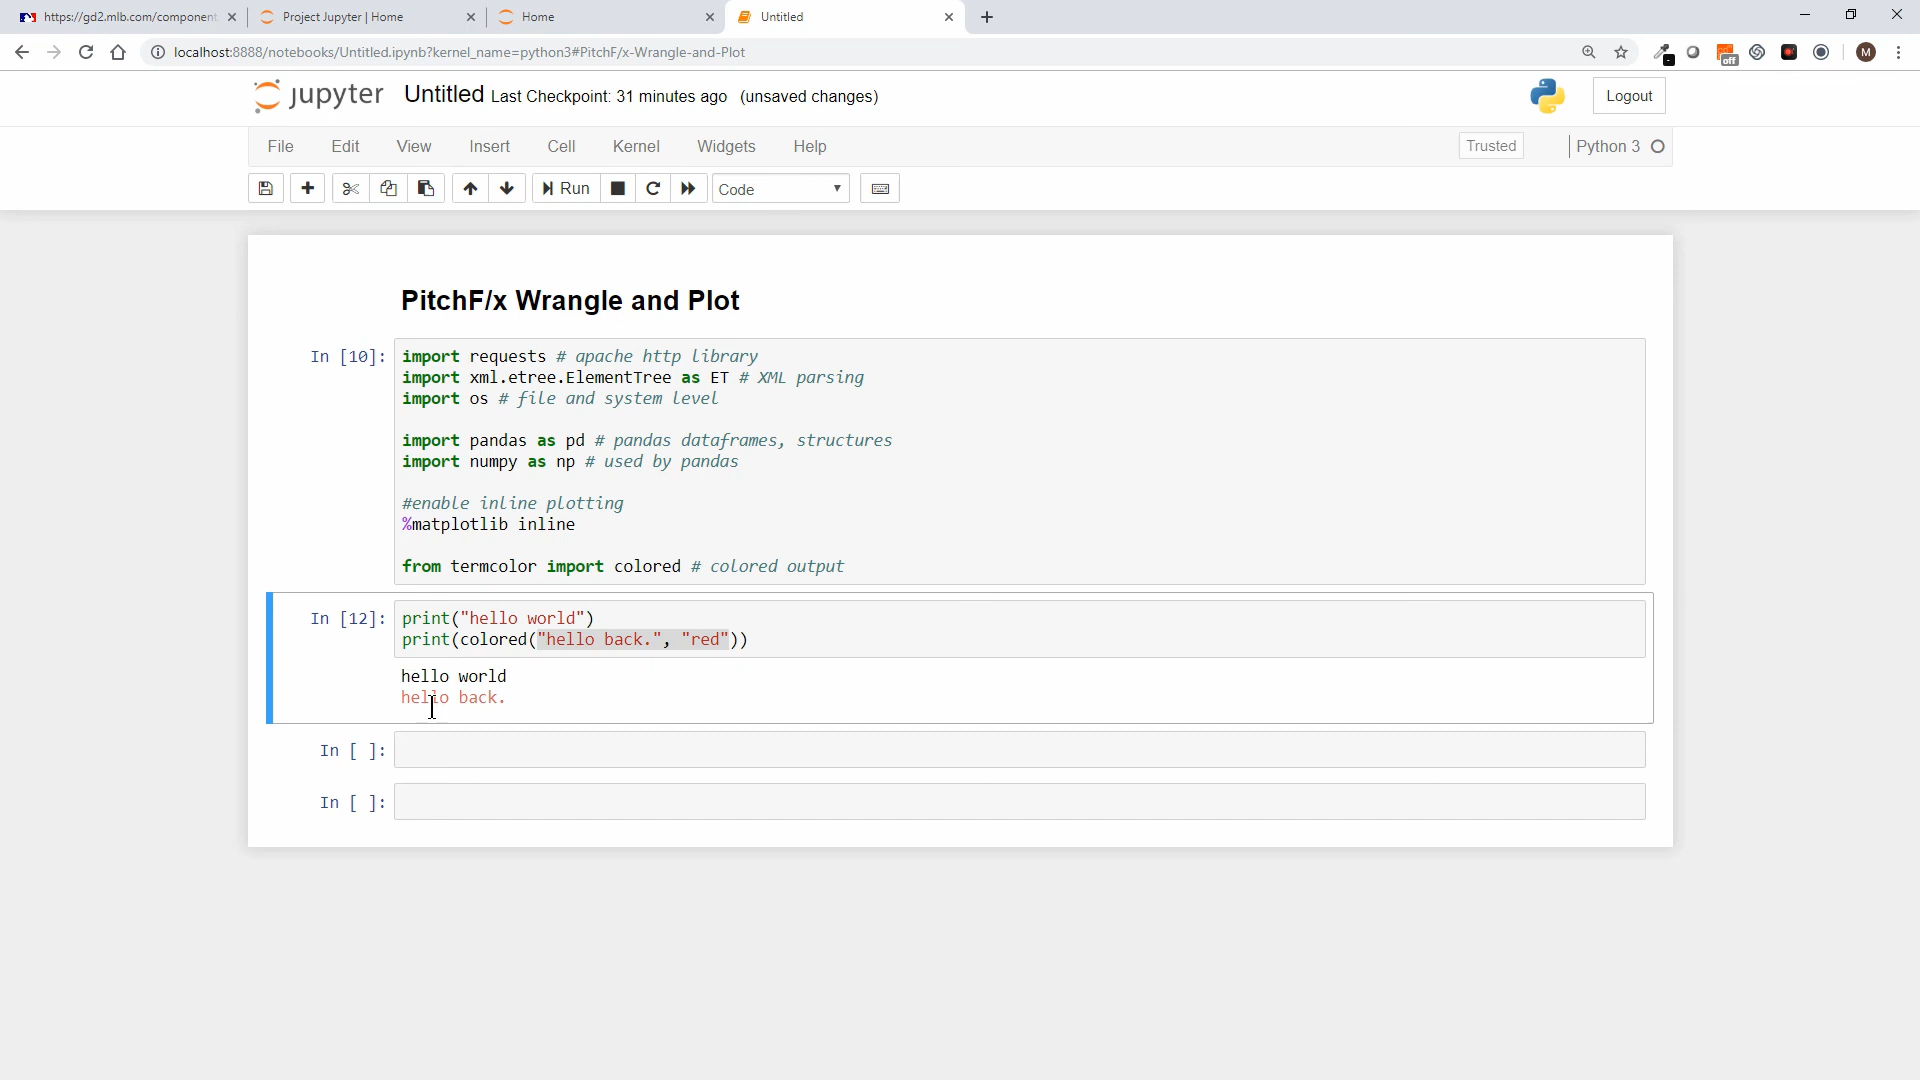 https://gd2.mlb.com/component
Project Jupyter | Home
Home
Untitled
localhost:8888/notebooks/Untitled.ipynb?kernel_name=python3#PitchF/x-Wrangle-and-Plot
off
M
jupyter Untitled Last Checkpoint: 31 minutes ago (unsaved changes)
Logout
File Edit View Insert Cell Kernel Widgets Help
Trusted
Python 3
Run
Code
PitchF/x Wrangle and Plot
In [10]:
import requests # apache http library
import xml.etree.ElementTree as ET # XML parsing
import os # file and system level
import pandas as pd # pandas dataframes, structures
import numpy as np # used by pandas
#enable inline plotting
%matplotlib inline
from termcolor import colored # colored output
In [12]:
print("hello world")
print(colored("hello back.", "red"))
hello world
hello back.
In [ ]:
In [ ]: